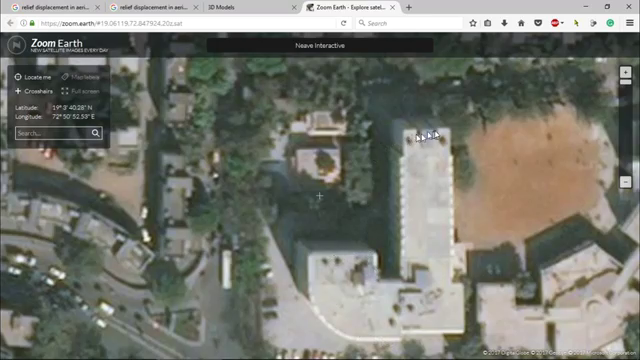 relief displacement in aeri...
relief displacement in aeri...
3D Models
Zoom Earth - Explore satel...
https://zoom.earth/#19.06119,72.847924,20z,sat
Search
Zoom Earth
NEW SATELLITE IMAGES EVERY DAY
Neave Interactive
Locate me
Crosshairs
Full screen
Latitude: 19° 3' 40.28" N
Longitude: 72° 50' 52.53" E
Search...